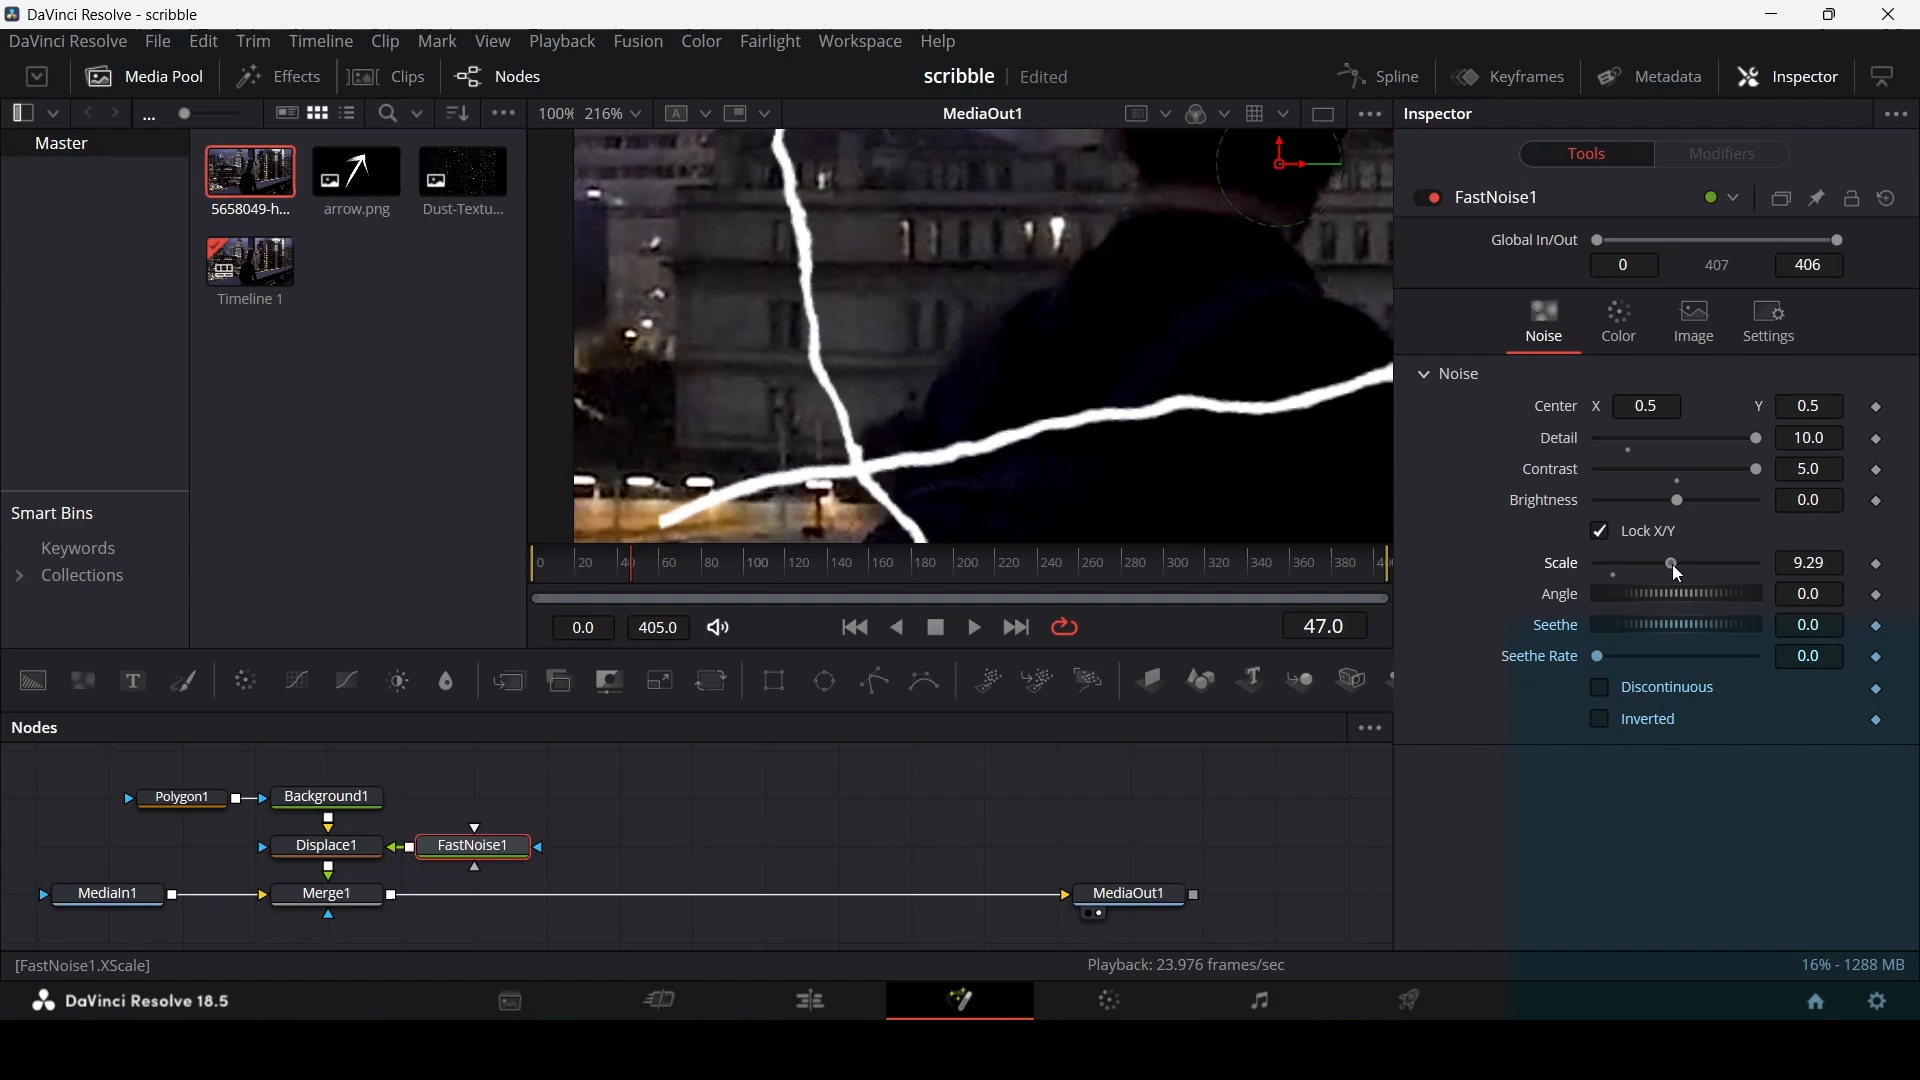 DaVinci Resolve - scribble
DaVinci Resolve File Edit Trim Timeline Clip Mark View Playback Fusion Color Fairlight Workspace Help
Media Pool Effects Clips Nodes scribble Edited Spline Keyframes Metadata Inspector
... 100% 216% A MediaOut1 Inspector
Master
5658049-h... arrow.png Dust-Textu...
Timeline 1
Tools Modifiers
FastNoise1
Global In/Out
0 407 406
Noise Color Image Settings
Noise
Center X 0.5 Y 0.5
Detail 10.0
Contrast 5.0
Brightness 0.0
Lock X/Y
Scale 9.29
Angle 0.0
Seethe 0.0
Seethe Rate 0.0
Discontinuous
Inverted
Smart Bins
Keywords
Collections
0 20 60 80 100 120 140 160 180 200 220 240 260 280 300 320 340 360 380
0.0 405.0 47.0
T
Nodes
Polygon1 Background1
Displace1 FastNoise1
MediaIn1 Merge1 MediaOut1
[FastNoise1.XScale] Playback: 23.976 frames/sec 16% - 1288 MB
DaVinci Resolve 18.5